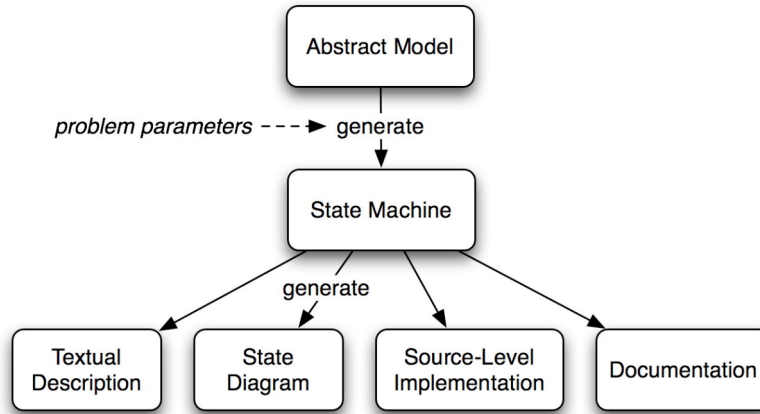 Abstract Model
problem parameters
generate
State Machine
generate
Textual
Description
State
Diagram
Source-Level
Implementation
Documentation